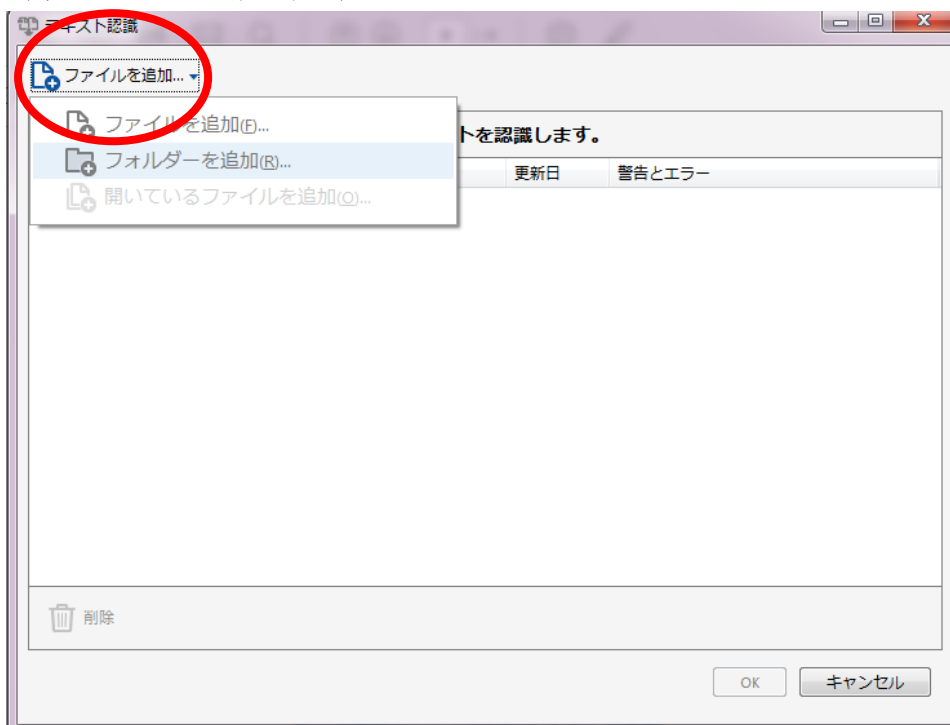 テキスト認識
ファイルを追加...
ファイルを追加(F)...
トを認識します。
フォルダーを追加(R)...
更新日 警告とエラー
開いているファイルを追加(O)...
削除
OK キャンセル